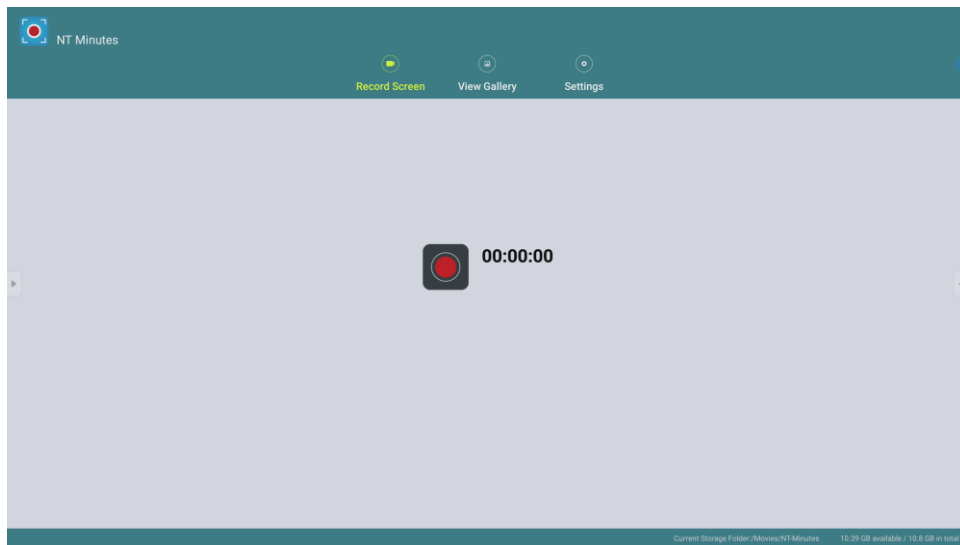 NT Minutes
Record Screen View Gallery Settings
00:00:00
Current Storage Folder:/Movies/NT-Minutes 10.39 GB available / 10.8 GB in total